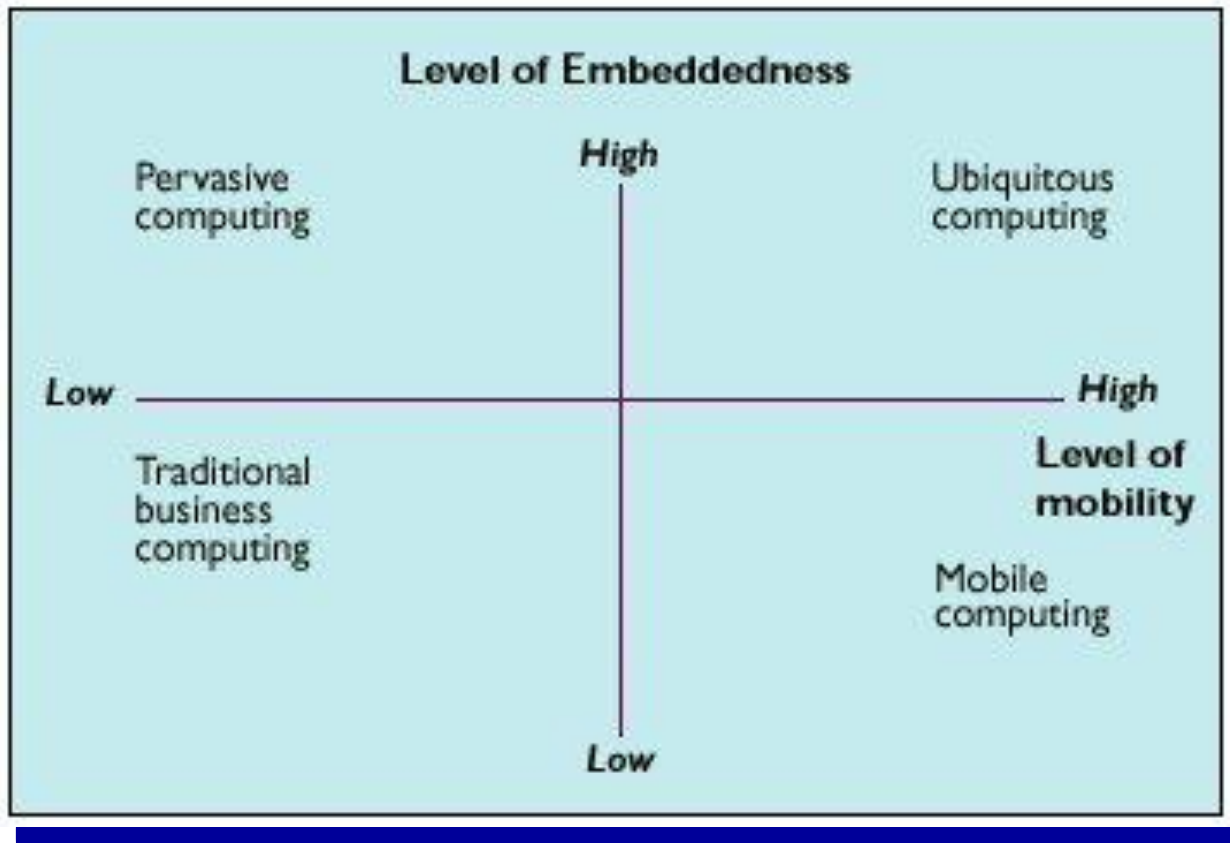 Level of Embeddedness
High
Pervasive
computing
Ubiquitous
computing
Low
High
Level of
mobility
Traditional
business
computing
Mobile
computing
Low